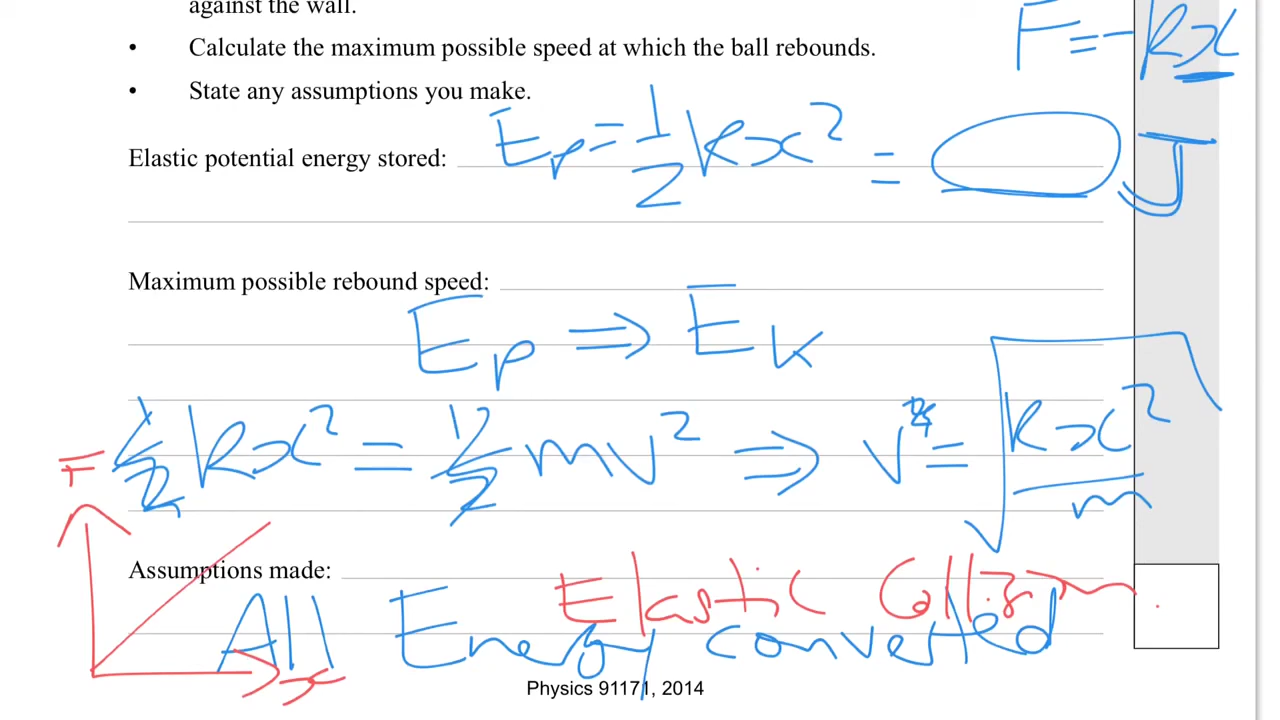 against the wall.
F = -kx
• Calculate the maximum possible speed at which the ball rebounds.
• State any assumptions you make.
Elastic potential energy stored: Ep = 1/2 kx² = J
Maximum possible rebound speed:
Ep ⇒ Ek
1/2 kx² = 1/2 mv² ⇒ v = √(kx²/m)
F
Assumptions made: Elastic Collision.
All Energy converted
x
Physics 91171, 2014